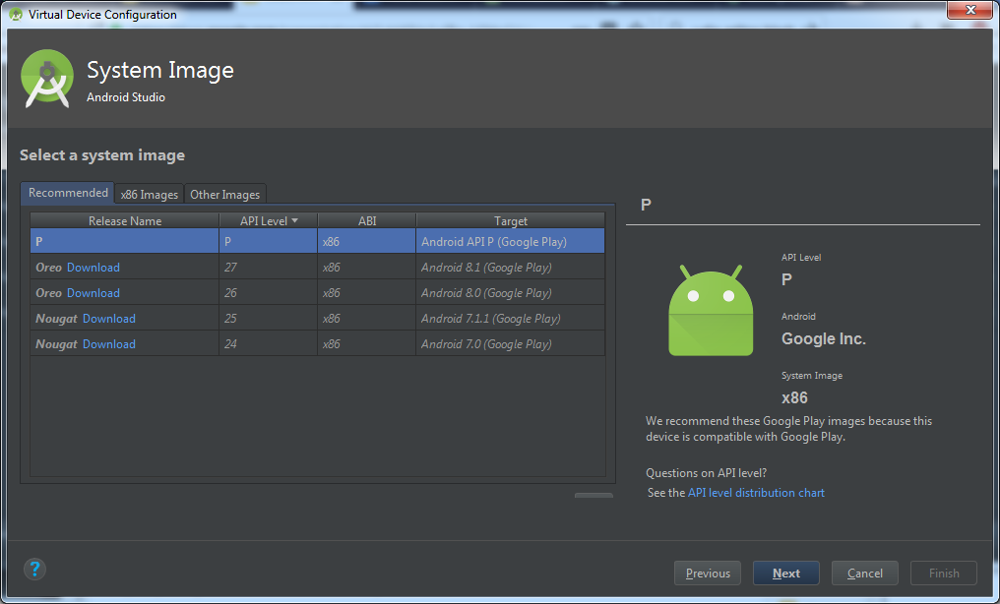 Virtual Device Configuration
System Image
Android Studio
Select a system image
Recommended x86 Images Other Images
Release Name API Level ABI Target
P P x86 Android API P (Google Play)
Oreo Download 27 x86 Android 8.1 (Google Play)
Oreo Download 26 x86 Android 8.0 (Google Play)
Nougat Download 25 x86 Android 7.1.1 (Google Play)
Nougat Download 24 x86 Android 7.0 (Google Play)
P
API Level
P
Android
Google Inc.
System Image
x86
We recommend these Google Play images because this
device is compatible with Google Play.
Questions on API level?
See the API level distribution chart
?
Previous Next Cancel Finish